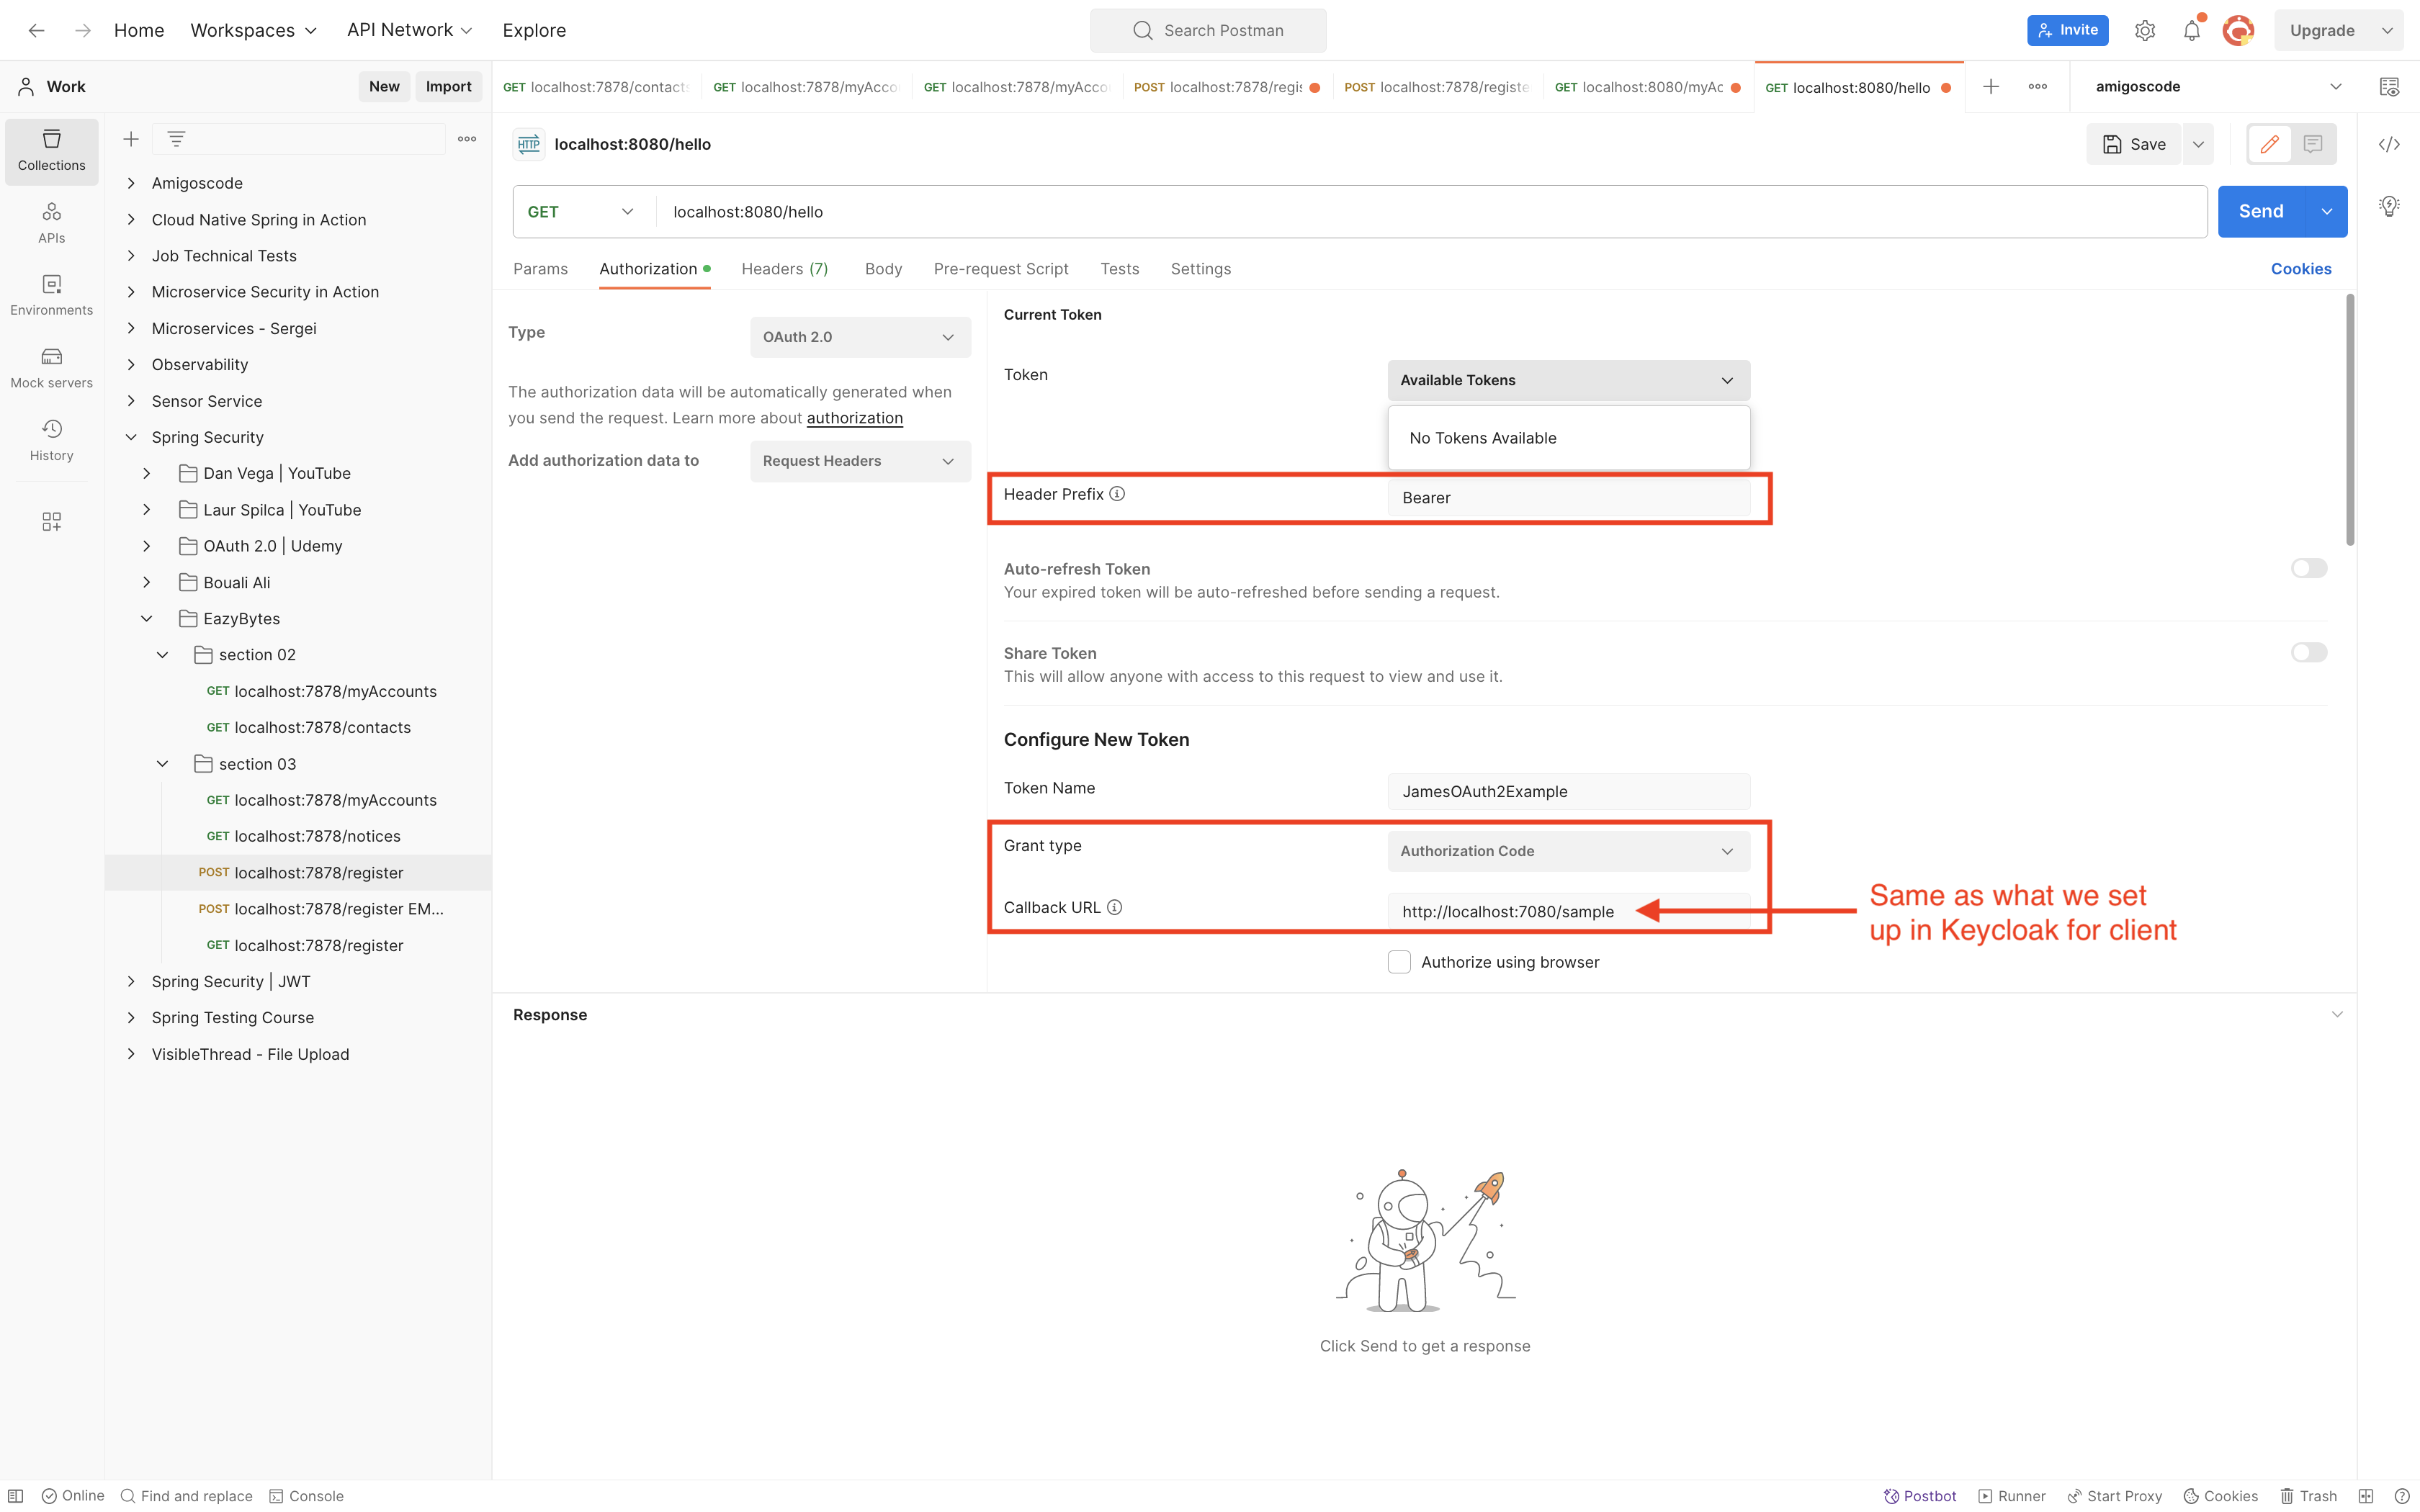 Home Workspaces API Network Explore Search Postman Invite Upgrade
Work New Import
GET localhost:7878/contact GET localhost:7878/myAcco GET localhost:7878/myAcco POST localhost:7878/regis POST localhost:7878/registe GET localhost:8080/myAc GET localhost:8080/hello amigoscode
Collections
APIs
Environments
Mock servers
History
Amigoscode
Cloud Native Spring in Action
Job Technical Tests
Microservice Security in Action
Microservices - Sergei
Observability
Sensor Service
Spring Security
Dan Vega | YouTube
Laur Spilca | YouTube
OAuth 2.0 | Udemy
Bouali Ali
EazyBytes
section 02
GET localhost:7878/myAccounts
GET localhost:7878/contacts
section 03
GET localhost:7878/myAccounts
GET localhost:7878/notices
POST localhost:7878/register
POST localhost:7878/register EM...
GET localhost:7878/register
Spring Security | JWT
Spring Testing Course
VisibleThread - File Upload
HTTP localhost:8080/hello Save
GET localhost:8080/hello Send
Params Authorization Headers (7) Body Pre-request Script Tests Settings Cookies
Type OAuth 2.0
The authorization data will be automatically generated when
you send the request. Learn more about authorization
Add authorization data to Request Headers
Current Token
Token Available Tokens
No Tokens Available
Header Prefix Bearer
Auto-refresh Token
Your expired token will be auto-refreshed before sending a request.
Share Token
This will allow anyone with access to this request to view and use it.
Configure New Token
Token Name JamesOAuth2Example
Grant type Authorization Code
Callback URL http://localhost:7080/sample
Same as what we set
up in Keycloak for client
Authorize using browser
Response
Click Send to get a response
Online Find and replace Console Postbot Runner Start Proxy Cookies Trash